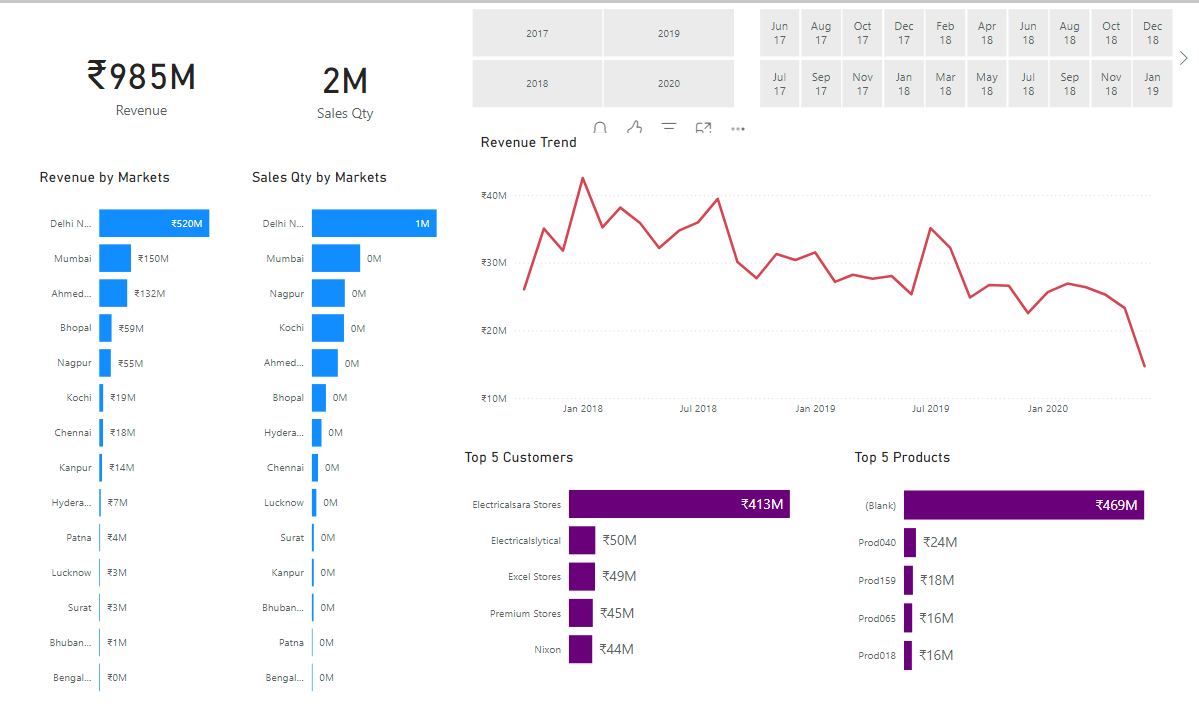 ₹985M
Revenue
2M
Sales Qty
2017
2019
2018
2020
Jun 17
Aug 17
Oct 17
Dec 17
Feb 18
Apr 18
Jun 18
Aug 18
Oct 18
Dec 18
Jul 17
Sep 17
Nov 17
Jan 18
Mar 18
May 18
Jul 18
Sep 18
Nov 18
Jan 19
Revenue by Markets
Delhi N... ₹520M
Mumbai ₹150M
Ahmed... ₹132M
Bhopal ₹59M
Nagpur ₹55M
Kochi ₹19M
Chennai ₹18M
Kanpur ₹14M
Hydera... ₹7M
Patna ₹4M
Lucknow ₹3M
Surat ₹3M
Bhuban... ₹1M
Bengal... ₹0M
Sales Qty by Markets
Delhi N... 1M
Mumbai 0M
Nagpur 0M
Kochi 0M
Ahmed... 0M
Bhopal 0M
Hydera... 0M
Chennai 0M
Lucknow 0M
Surat 0M
Kanpur 0M
Bhuban... 0M
Patna 0M
Bengal... 0M
Revenue Trend
₹40M
₹30M
₹20M
₹10M
Jan 2018 Jul 2018 Jan 2019 Jul 2019 Jan 2020
Top 5 Customers
Electricalsara Stores ₹413M
Electricalslytical ₹50M
Excel Stores ₹49M
Premium Stores ₹45M
Nixon ₹44M
Top 5 Products
(Blank) ₹469M
Prod040 ₹24M
Prod159 ₹18M
Prod065 ₹16M
Prod018 ₹16M